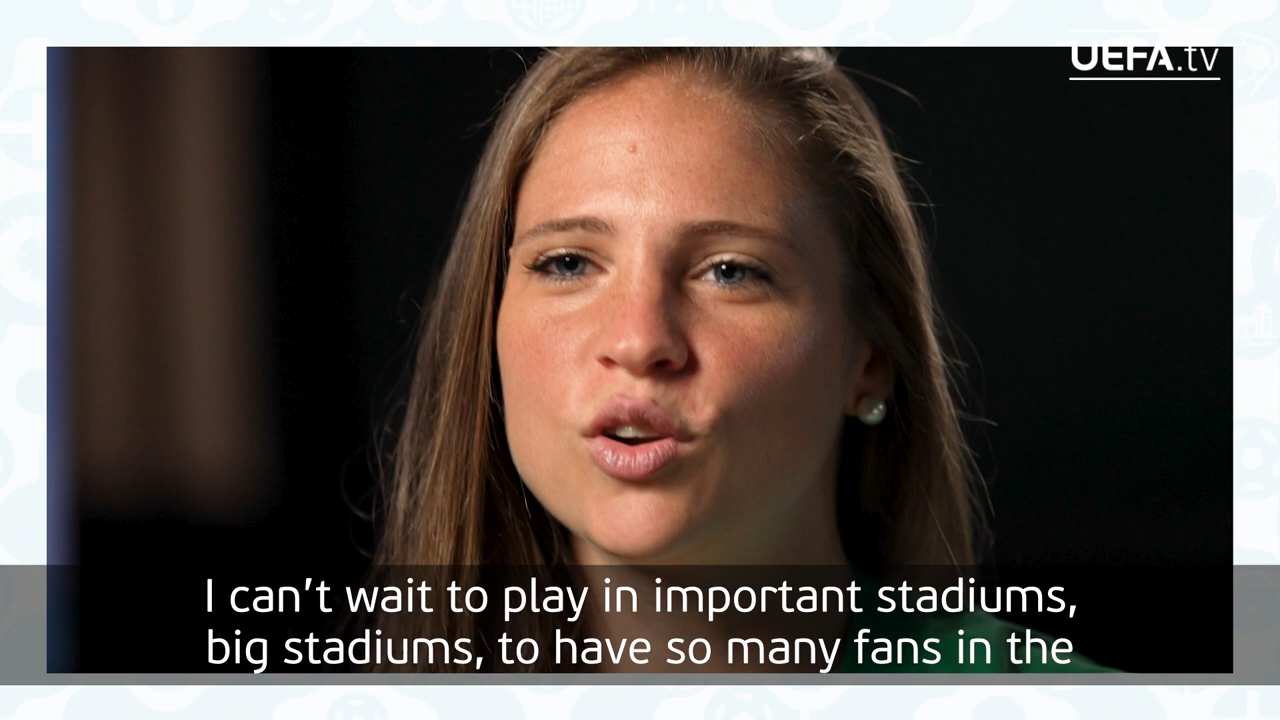 UEFA.tv
I can't wait to play in important stadiums,
big stadiums, to have so many fans in the